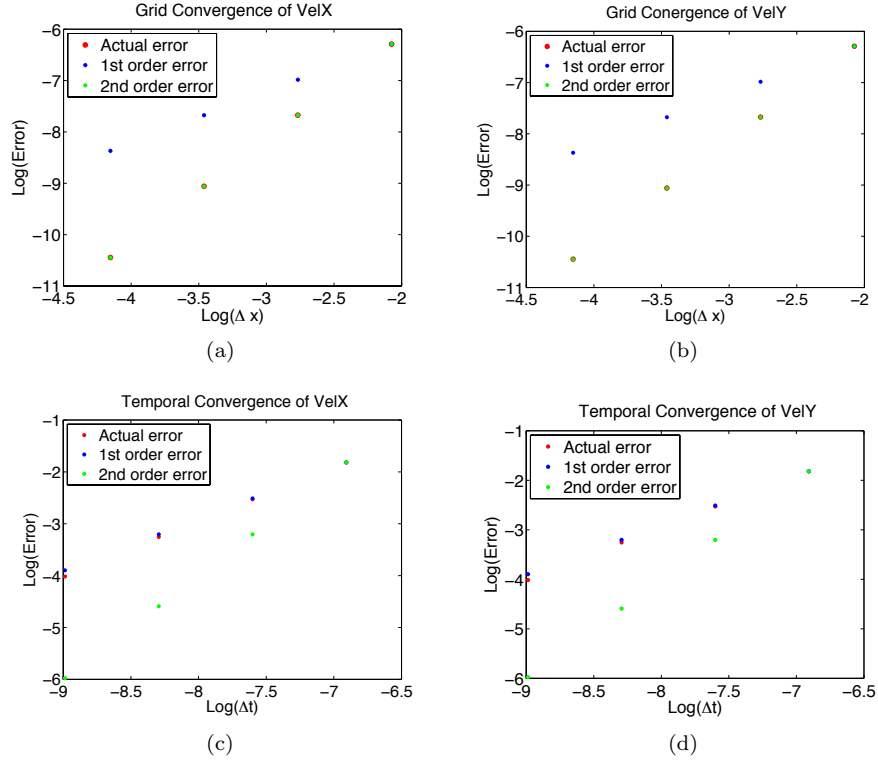 Grid Convergence of VelX
Actual error
1st order error
2nd order error
Log(Error)
−6
−7
−8
−9
−10
−11
−4.5
−4
−3.5
−3
−2.5
−2
Log(Δ x)
(a)
Grid Conergence of VelY
Actual error
1st order error
2nd order error
Log(Error)
−6
−7
−8
−9
−10
−11
−4.5
−4
−3.5
−3
−2.5
−2
Log(Δ x)
(b)
Temporal Convergence of VelX
Actual error
1st order error
2nd order error
Log(Error)
−1
−2
−3
−4
−5
−6
−9
−8.5
−8
−7.5
−7
−6.5
Log(Δt)
(c)
Temporal Convergence of VelY
Actual error
1st order error
2nd order error
Log(Error)
−1
−2
−3
−4
−5
−6
−9
−8.5
−8
−7.5
−7
−6.5
Log(Δt)
(d)